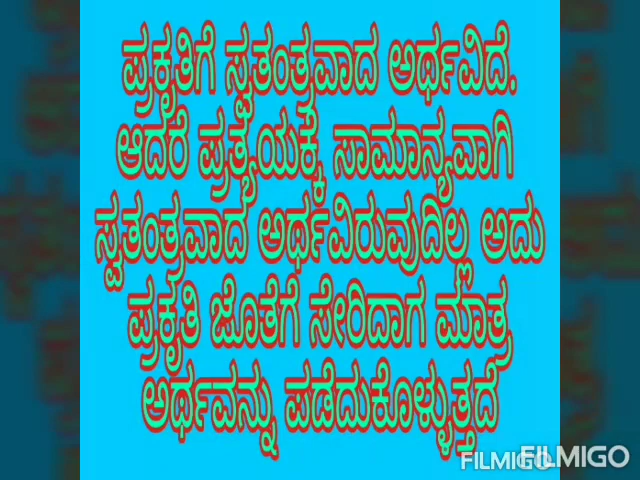 ಪ್ರಕೃತಿಗೆ ಸ್ವತಂತ್ರವಾದ ಅರ್ಥವಿದೆ.
ಆದರೆ ಪ್ರತ್ಯಯಕ್ಕೆ ಸಾಮಾನ್ಯವಾಗಿ
ಸ್ವತಂತ್ರವಾದ ಅರ್ಥವಿರುವುದಿಲ್ಲ ಅದು
ಪ್ರಕೃತಿ ಜೊತೆಗೆ ಸೇರಿದಾಗ ಮಾತ್ರ
ಅರ್ಥವನ್ನು ಪಡೆದುಕೊಳ್ಳುತ್ತದೆ
FILMIGO FILMIGO